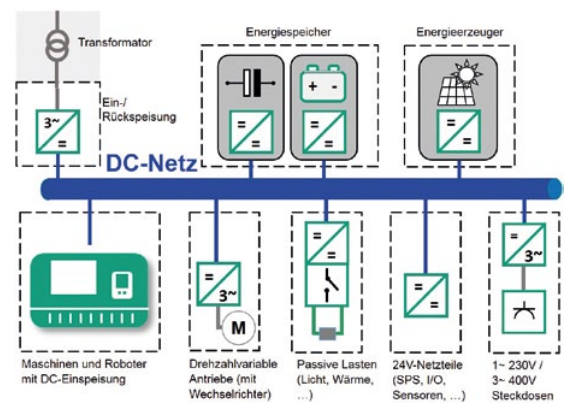 Transformator
Energiespeicher
Energieerzeuger
Ein-/
Rückspeisung
3~
=
=
=
+ -
=
=
=
=
DC-Netz
=
3~
M
=
=
=
=
=
3~
Maschinen und Roboter
mit DC-Einspeisung
Drehzahlvariable
Antriebe (mit
Wechselrichter)
Passive Lasten
(Licht, Wärme,
...)
24V-Netzteile
(SPS, I/O,
Sensoren, ...)
1~ 230V /
3~ 400V
Steckdosen